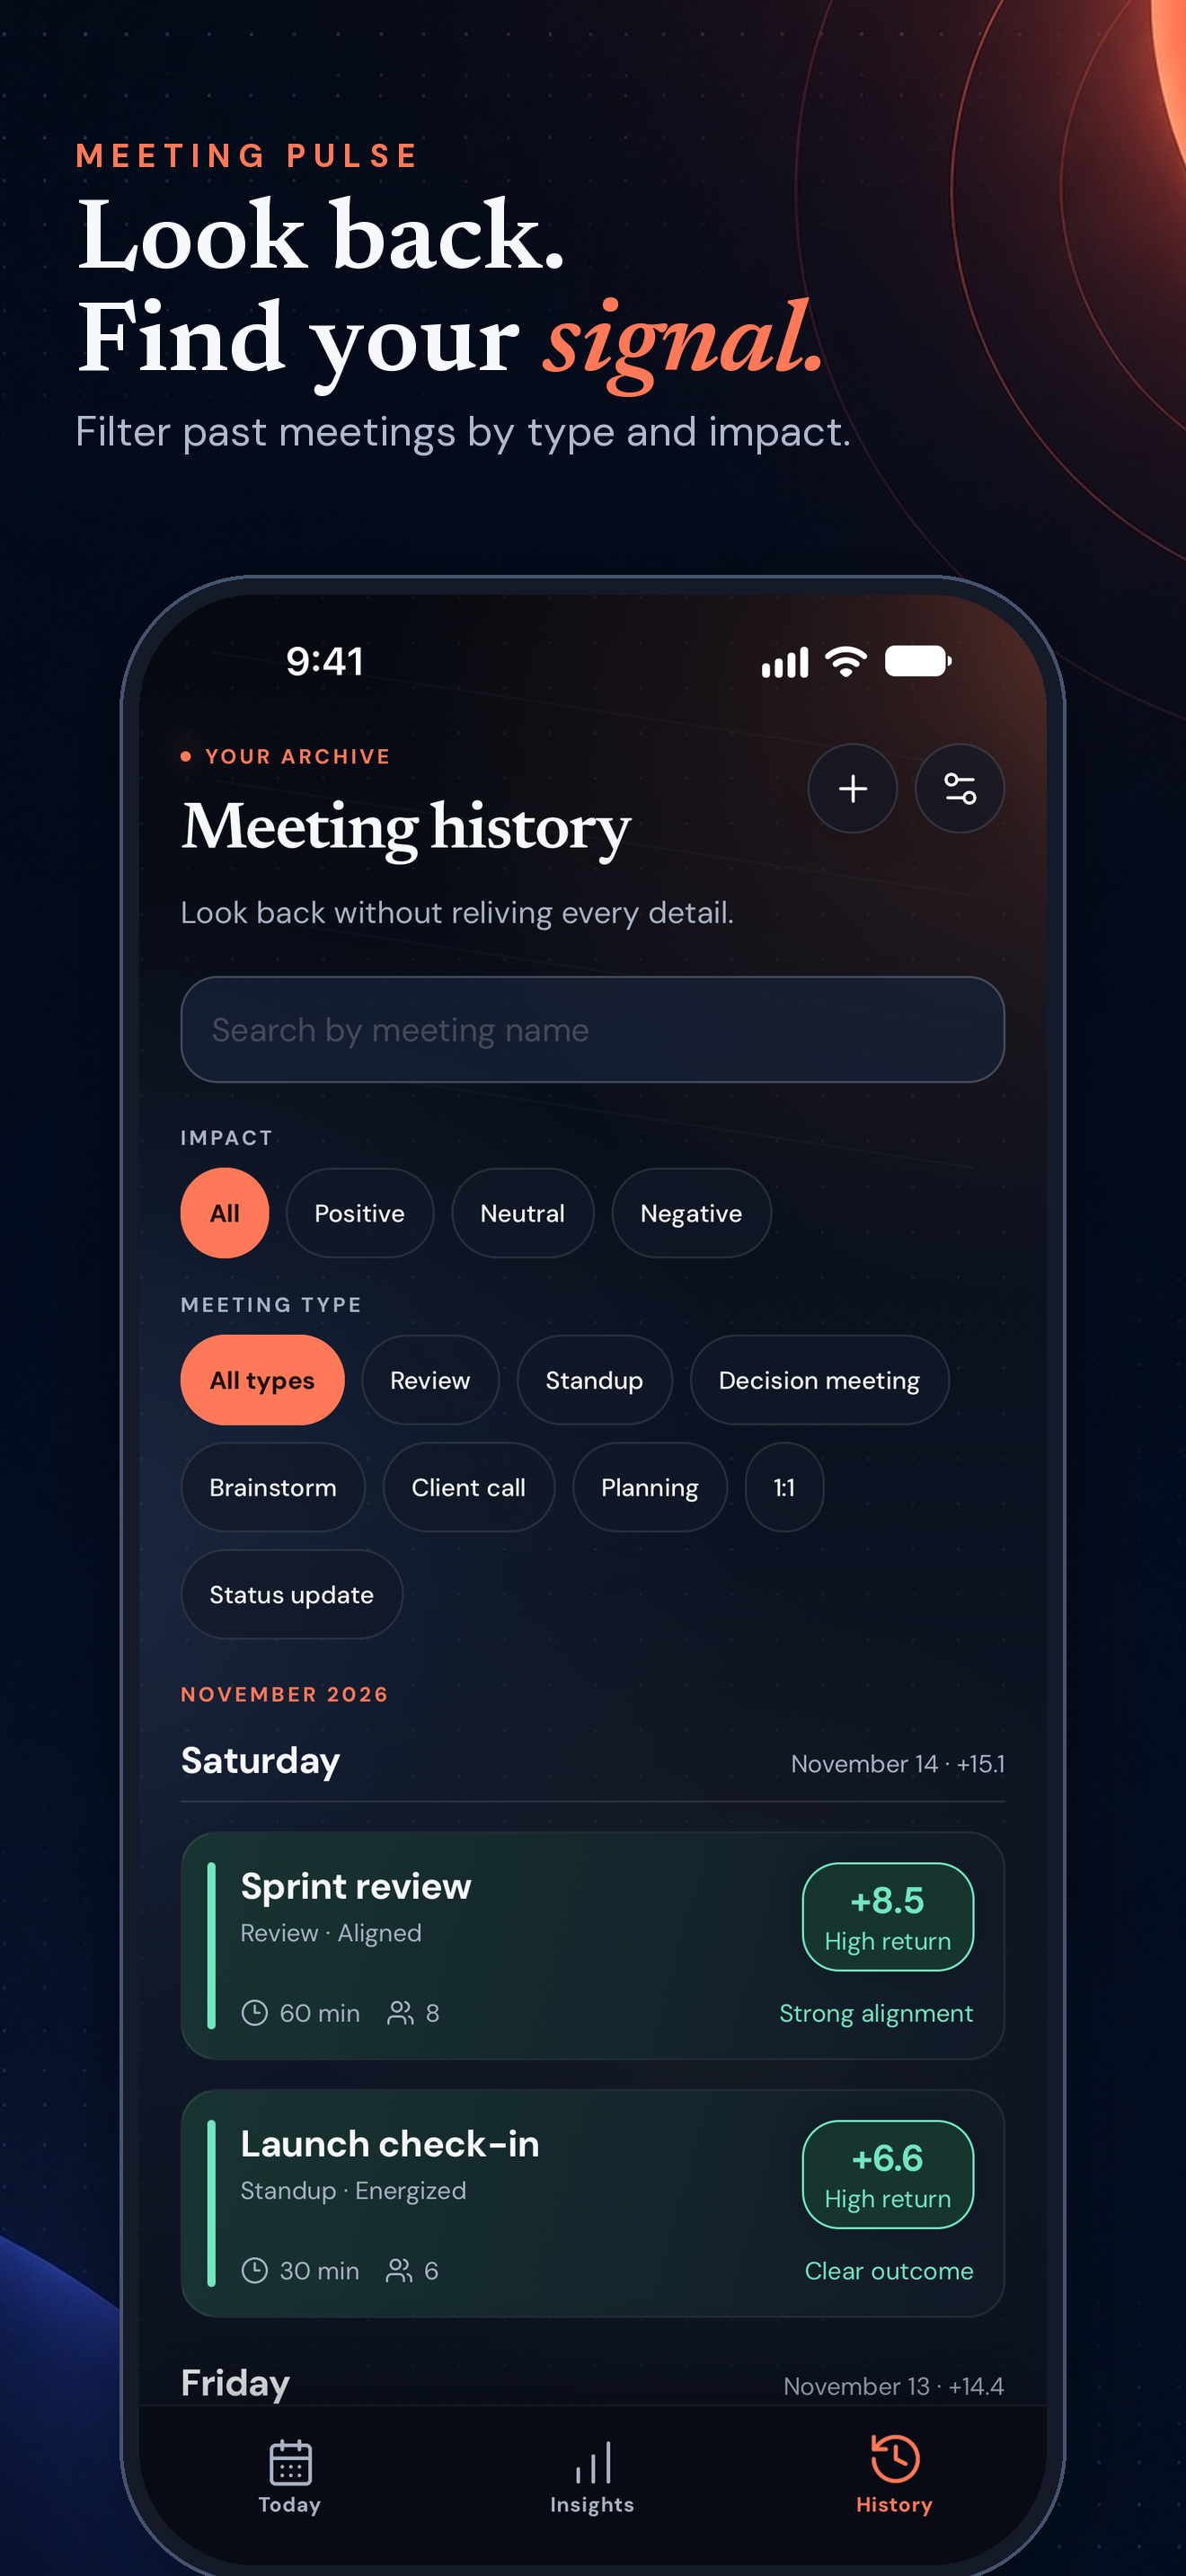 MEETING PULSE
Look back.
Find your signal.
Filter past meetings by type and impact.
9:41
YOUR ARCHIVE
Meeting history
Look back without reliving every detail.
Search by meeting name
IMPACT
All Positive Neutral Negative
MEETING TYPE
All types Review Standup Decision meeting
Brainstorm Client call Planning 1:1
Status update
NOVEMBER 2026
Saturday November 14 · +15.1
Sprint review +8.5
Review · Aligned High return
60 min 8 Strong alignment
Launch check-in +6.6
Standup · Energized High return
30 min 6 Clear outcome
Friday November 13 · +14.4
Today Insights History